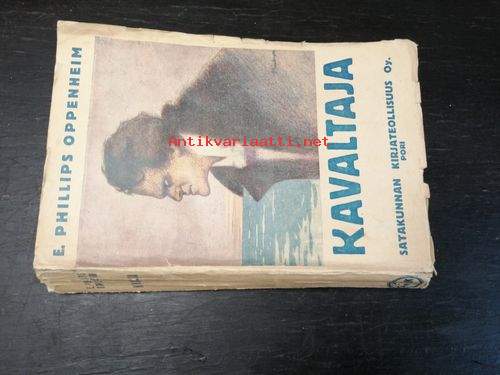 E. PHILLIPS OPPENHEIM
KAVALTAJA
SATAKUNNAN KIRJATEOLLISUUS Oy.
PORI
Antikvariaatti.net